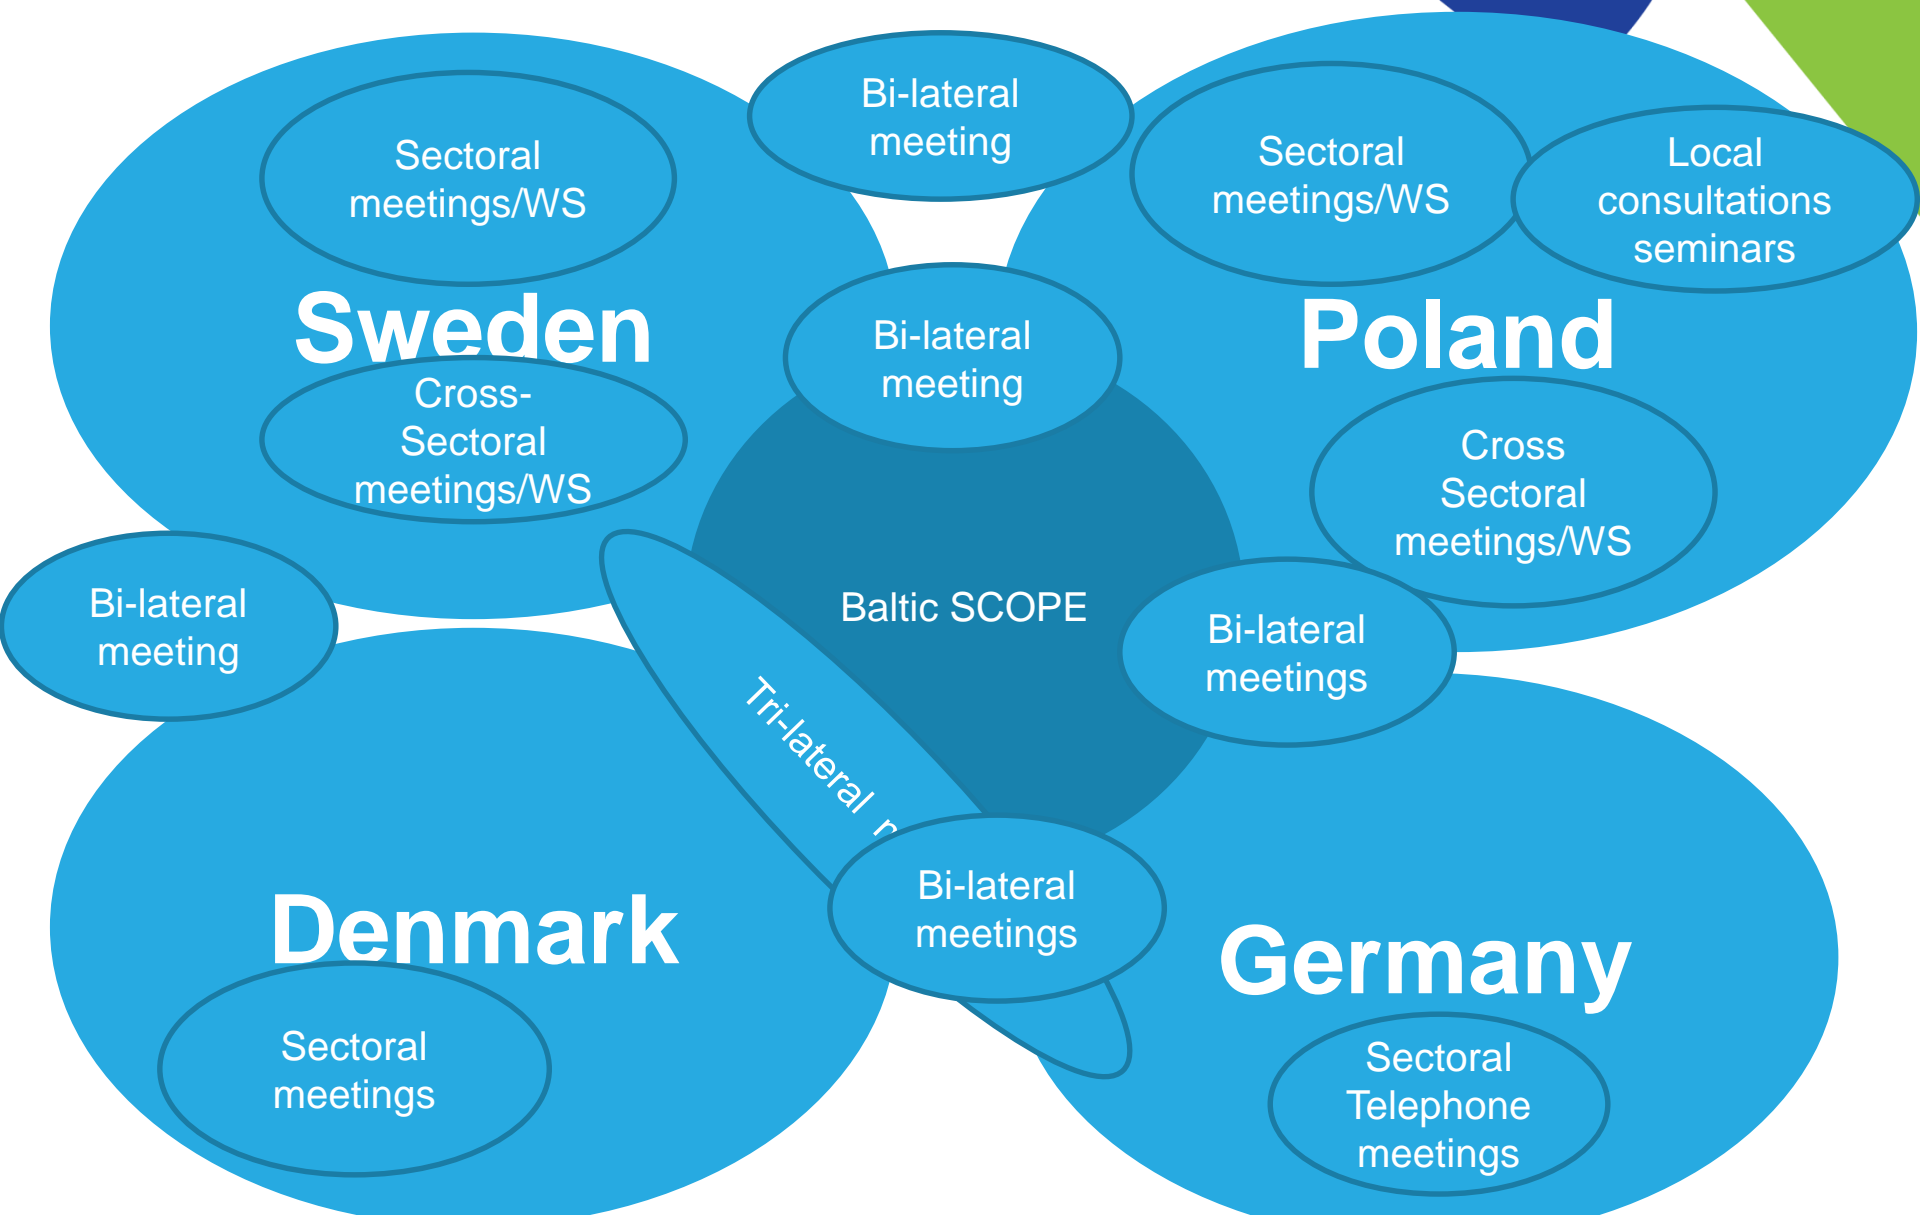 Bi-lateral
meeting
Sectoral
meetings/WS
Sectoral
meetings/WS
Local
consultations
seminars
Sweden
Bi-lateral
meeting
Poland
Cross-
Sectoral
meetings/WS
Cross
Sectoral
meetings/WS
Bi-lateral
meeting
Baltic SCOPE
Bi-lateral
meetings
Tri-lateral
Bi-lateral
meetings
Denmark
Germany
Sectoral
meetings
Sectoral
Telephone
meetings